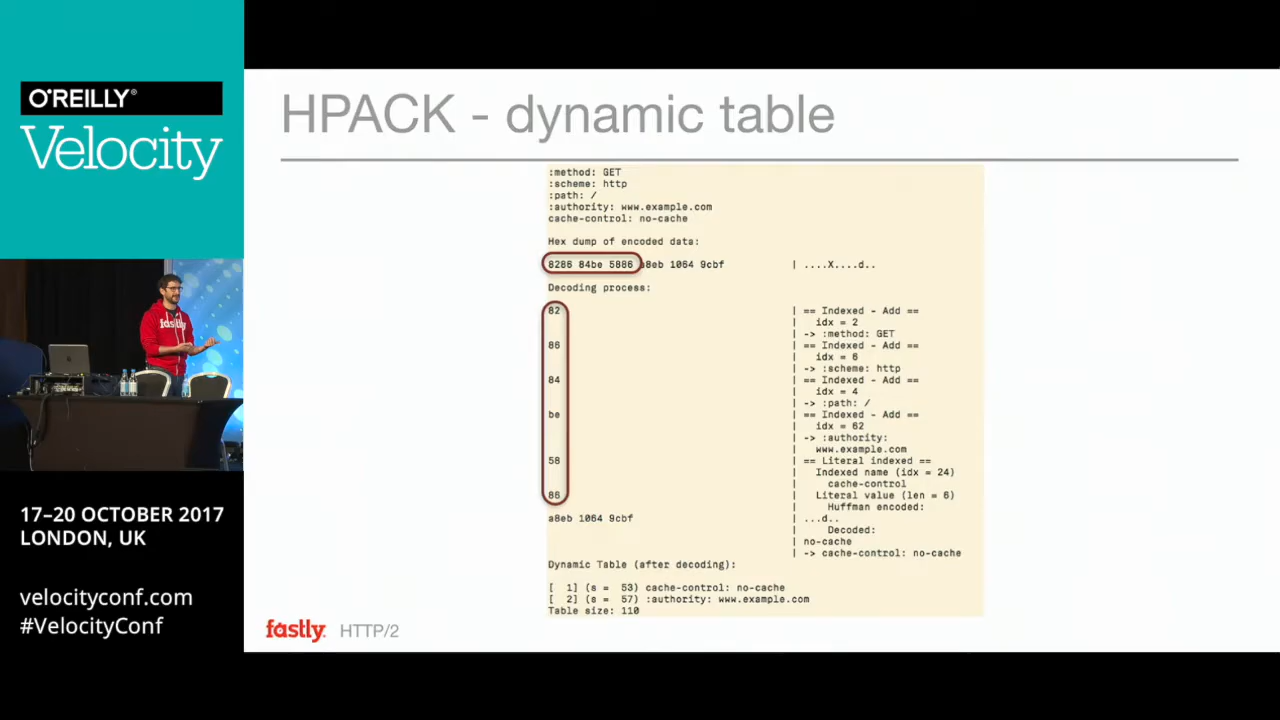 O'REILLY®
Velocity
fastly
17–20 OCTOBER 2017
LONDON, UK
velocityconf.com
#VelocityConf
HPACK - dynamic table
:method: GET
:scheme: http
:path: /
:authority: www.example.com
cache-control: no-cache
Hex dump of encoded data:
8286 84be 5886 a8eb 1064 9cbf | ....X....d..
Decoding process:
82 | == Indexed - Add ==
| idx = 2
| -> :method: GET
86 | == Indexed - Add ==
| idx = 6
| -> :scheme: http
84 | == Indexed - Add ==
| idx = 4
| -> :path: /
be | == Indexed - Add ==
| idx = 62
| -> :authority:
| www.example.com
58 | == Literal indexed ==
| Indexed name (idx = 24)
| cache-control
86 | Literal value (len = 6)
| Huffman encoded:
a8eb 1064 9cbf | ...d..
| Decoded:
| no-cache
| -> cache-control: no-cache
Dynamic Table (after decoding):
[ 1] (s = 53) cache-control: no-cache
[ 2] (s = 57) :authority: www.example.com
Table size: 110
fastly. HTTP/2